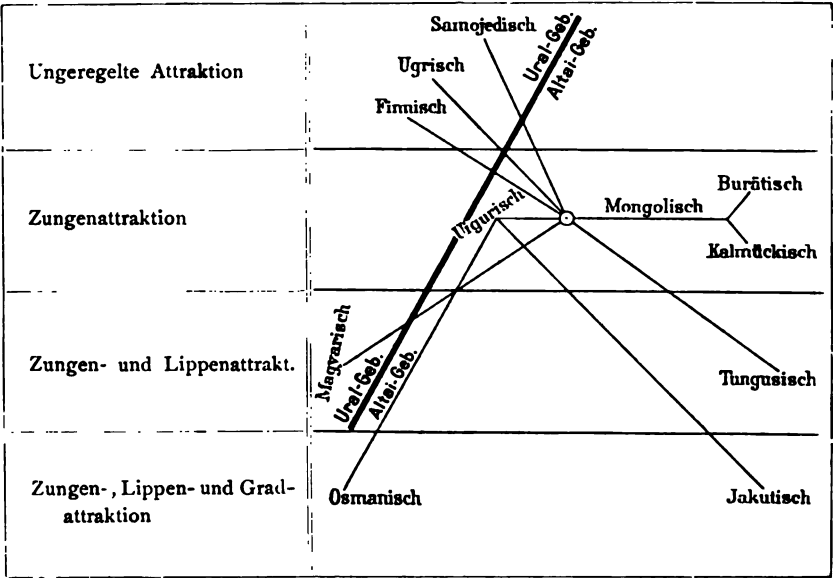 Samojedisch
Ural-Geb.
Altai-Geb.
Ungeregelte Attraktion
Ugrisch
Finnisch
Burätisch
Uigurisch
Mongolisch
Zungenattraktion
Kalmückisch
Magyarisch
Ural-Geb.
Altai-Geb.
Zungen- und Lippenattrakt.
Tungusisch
Zungen-, Lippen- und Grad-
attraktion
Osmanisch
Jakutisch